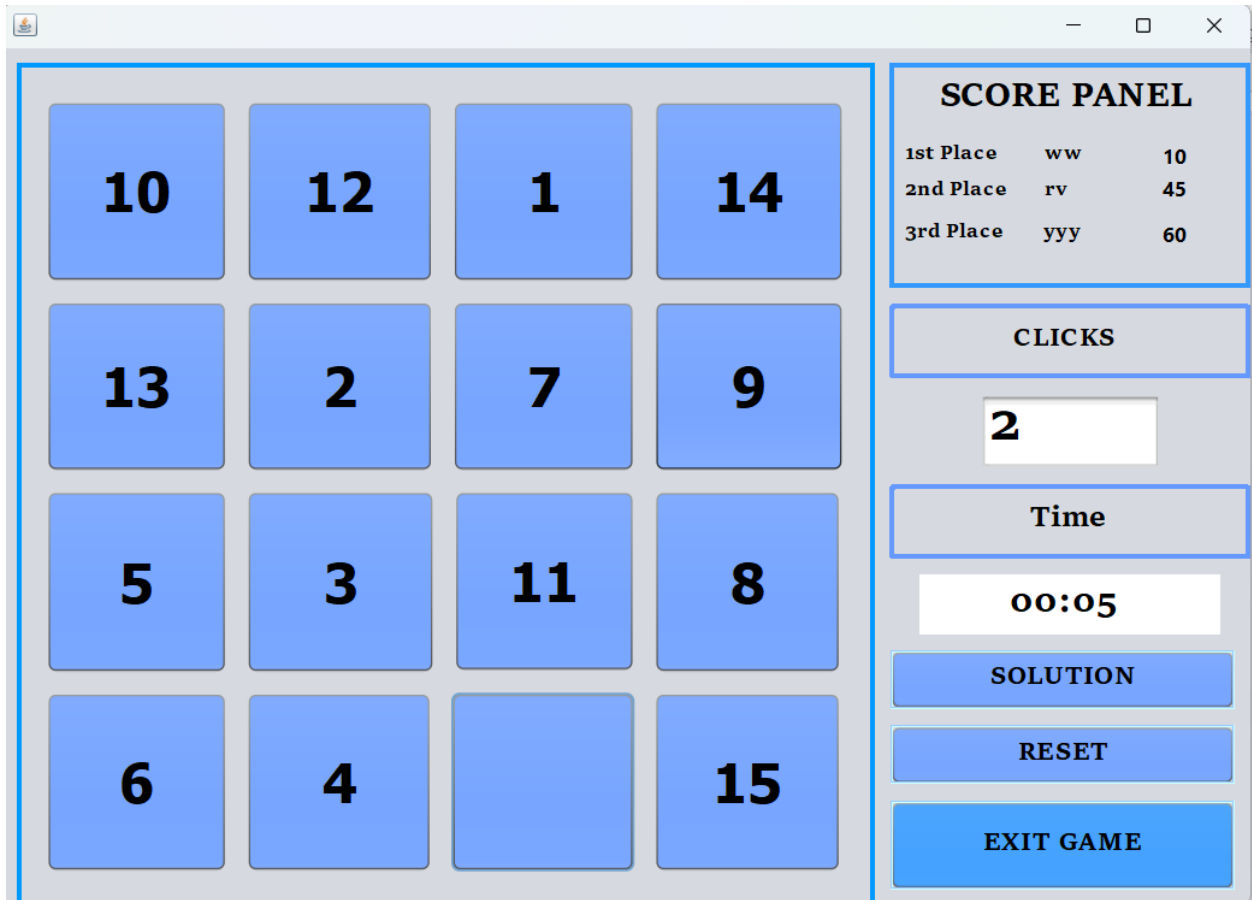 10 12 1 14
13 2 7 9
5 3 11 8
6 4 15
SCORE PANEL
1st Place ww 10
2nd Place rv 45
3rd Place yyy 60
CLICKS
2
Time
00:05
SOLUTION
RESET
EXIT GAME